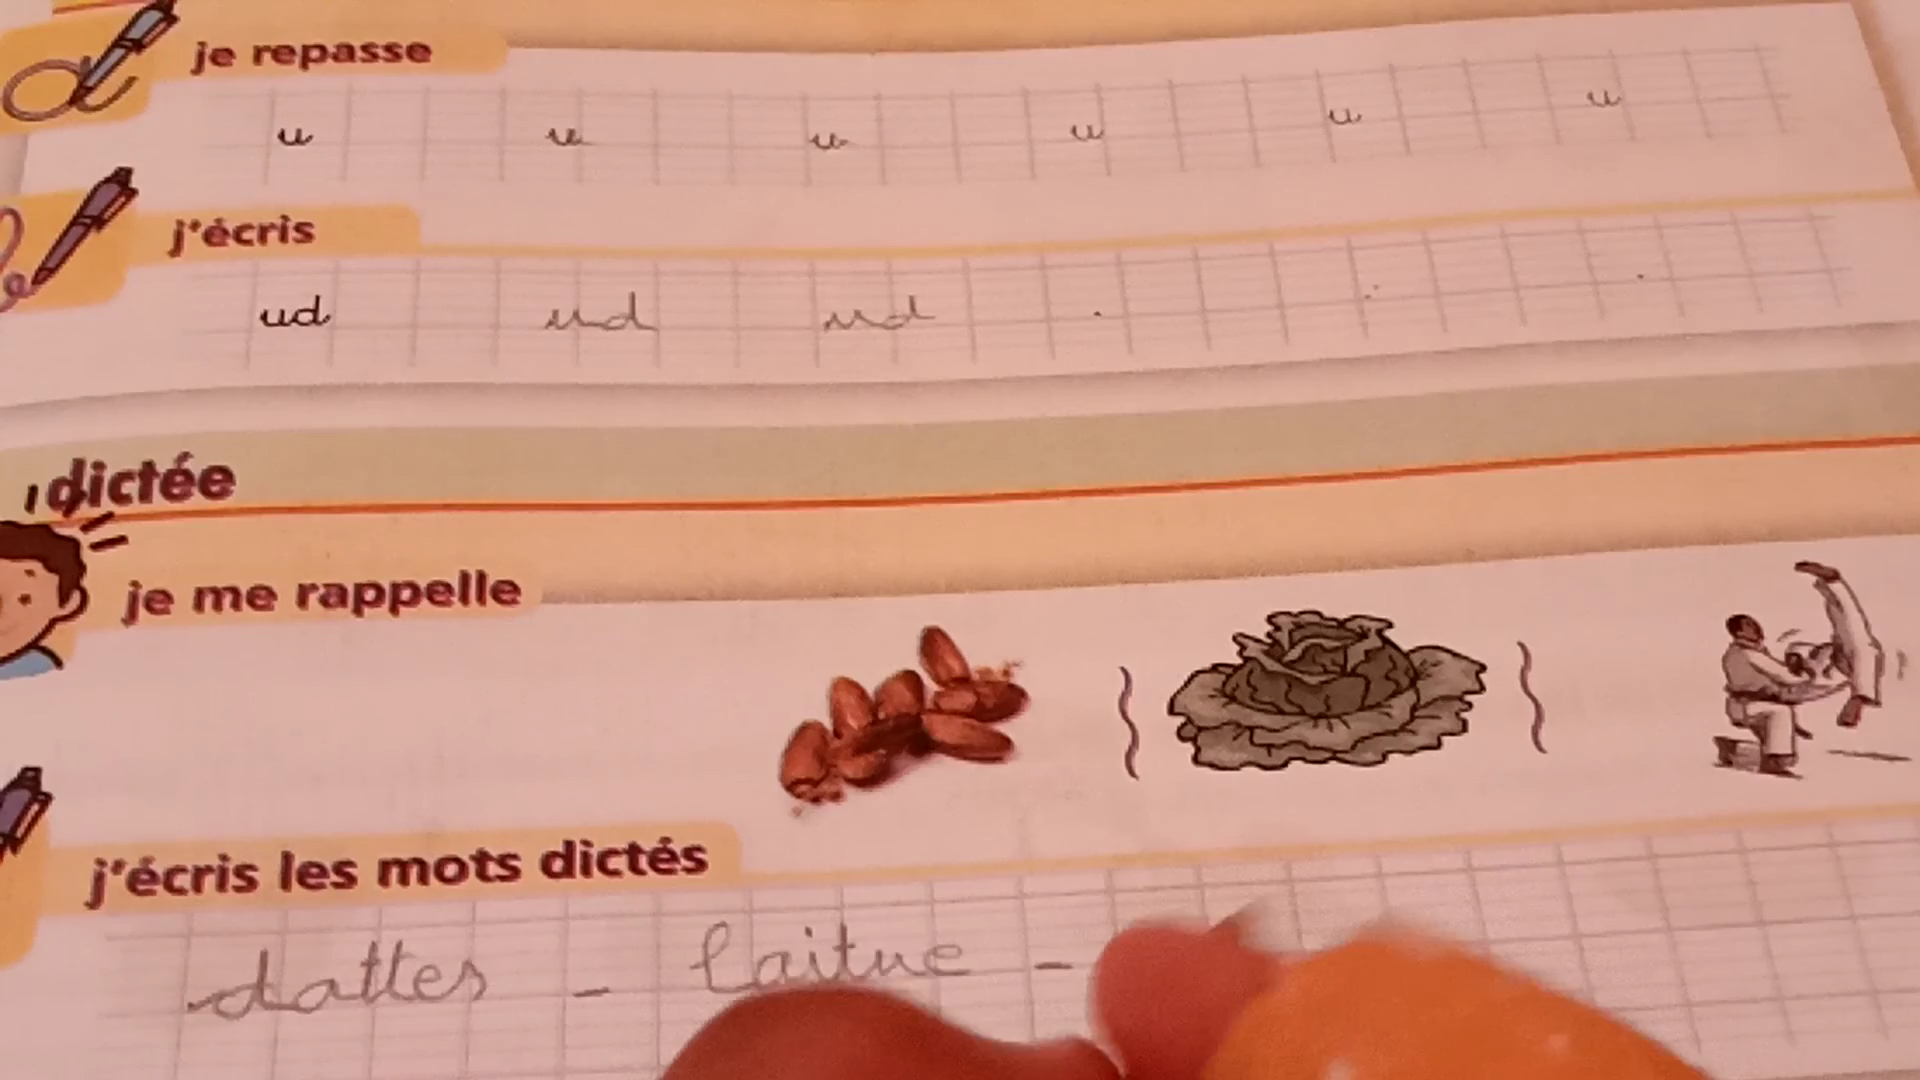 je repasse
u u u u u u
j'écris
ud ud ud
dictée
je me rappelle
j'écris les mots dictés
dattes - laitue -